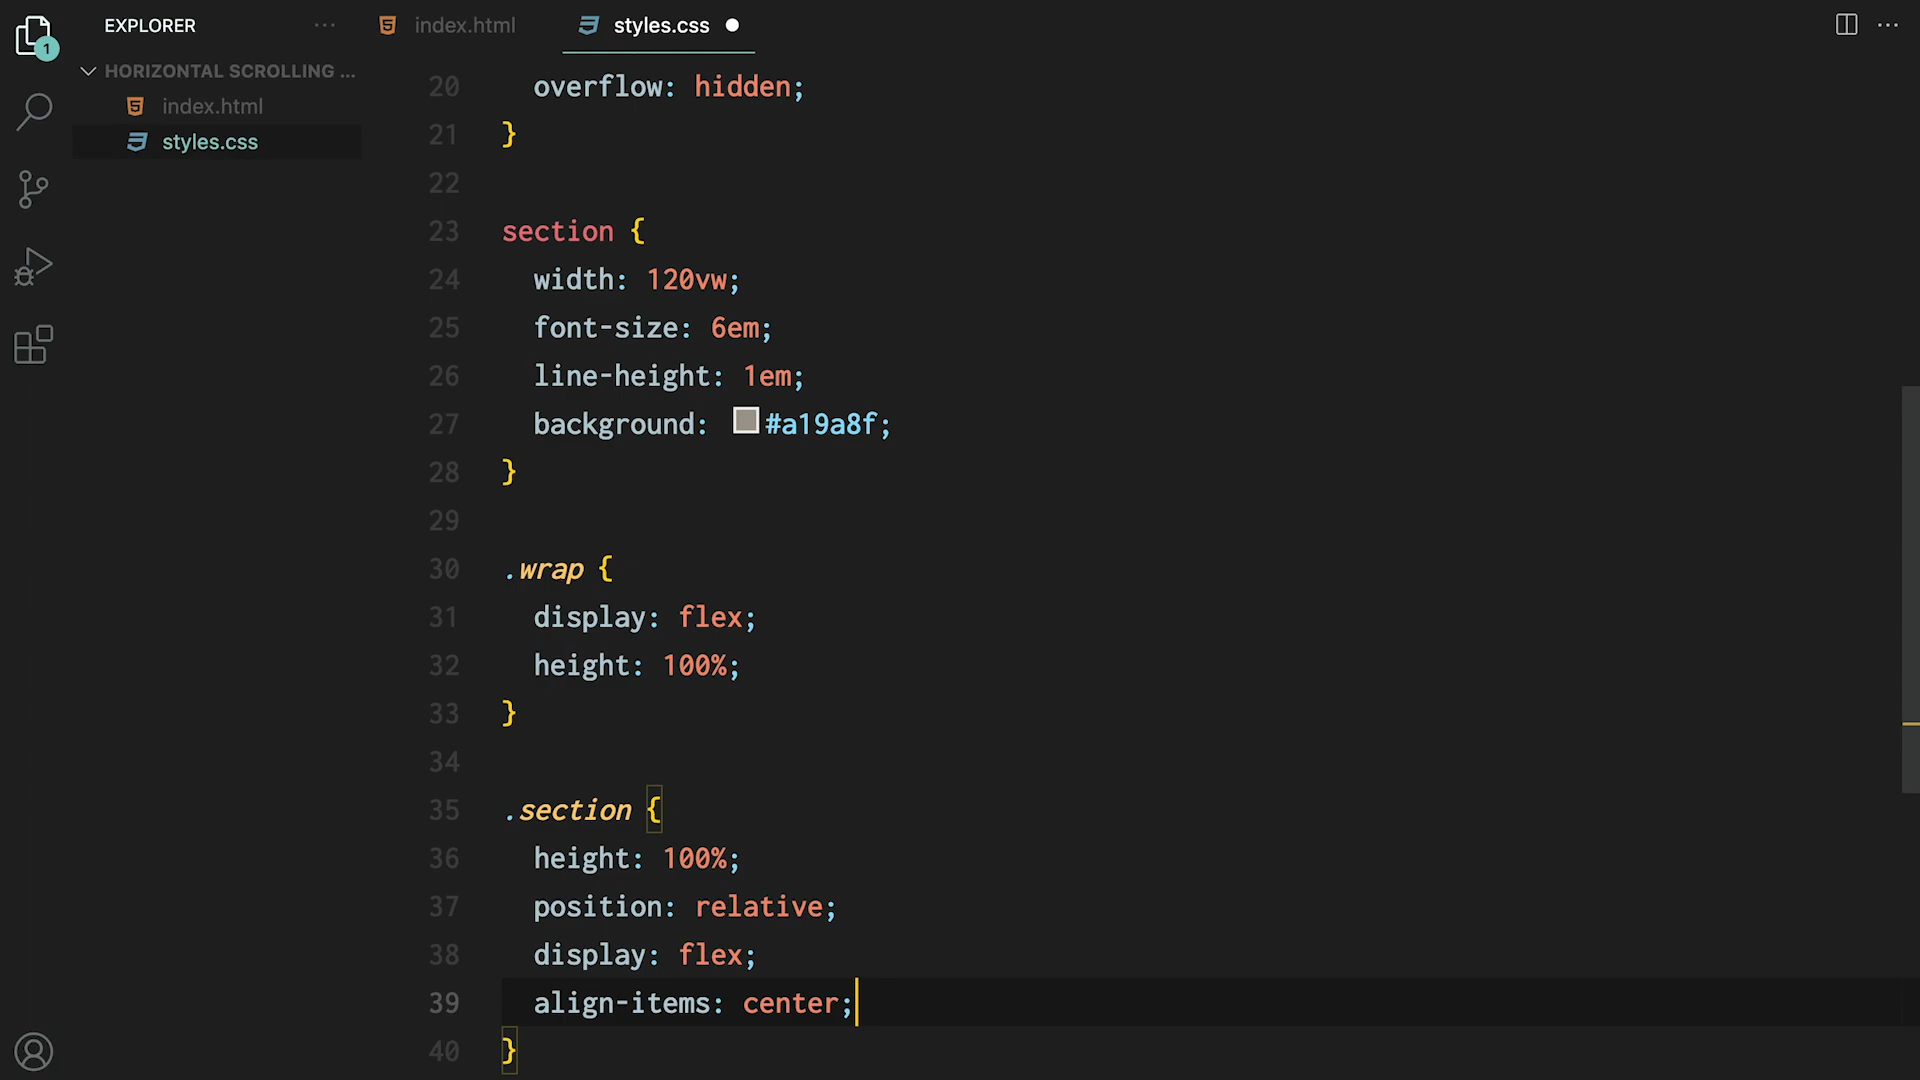 1
EXPLORER ...
HORIZONTAL SCROLLING ...
index.html
styles.css
index.html styles.css
20 overflow: hidden;
21 }
22
23 section {
24 width: 120vw;
25 font-size: 6em;
26 line-height: 1em;
27 background: #a19a8f;
28 }
29
30 .wrap {
31 display: flex;
32 height: 100%;
33 }
34
35 .section {
36 height: 100%;
37 position: relative;
38 display: flex;
39 align-items: center;
40 }